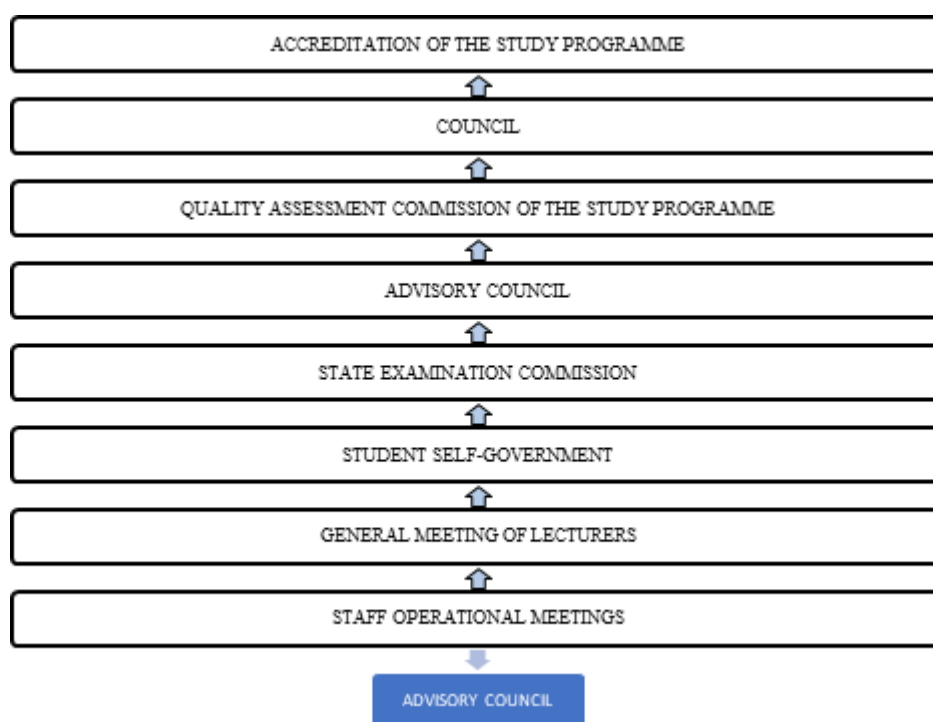 ACCREDITATION OF THE STUDY PROGRAMME
COUNCIL
QUALITY ASSESSMENT COMMISSION OF THE STUDY PROGRAMME
ADVISORY COUNCIL
STATE EXAMINATION COMMISSION
STUDENT SELF-GOVERNMENT
GENERAL MEETING OF LECTURERS
STAFF OPERATIONAL MEETINGS
ADVISORY COUNCIL